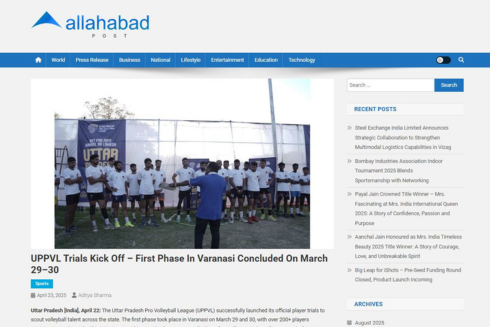 allahabad
POST
World Press Release Business National Lifestyle Entertainment Education Technology
Search...
Search
UTTAR
UPPVL Trials Kick Off – First Phase In Varanasi Concluded On March
29–30
Sports
April 23, 2025 Aditya Sharma
Uttar Pradesh [India], April 22: The Uttar Pradesh Pro Volleyball League (UPPVL) successfully launched its official player trials to
scout volleyball talent across the state. The first phase took place in Varanasi on March 29 and 30, with over 200+ players
RECENT POSTS
Steel Exchange India Limited Announces
Strategic Collaboration to Strengthen
Multimodal Logistics Capabilities in Vizag
Bombay Industries Association Indoor
Tournament 2025 Blends
Sportsmanship with Networking
Payal Jain Crowned Title Winner – Mrs.
Fascinating at Mrs. India International Queen
2025: A Story of Confidence, Passion and
Purpose
Aanchal Jain Honoured as Mrs. India Timeless
Beauty 2025 Title Winner: A Story of Courage,
Love, and Unbreakable Spirit
Big Leap for iShots – Pre-Seed Funding Round
Closed, Product Launch Incoming
ARCHIVES
August 2025